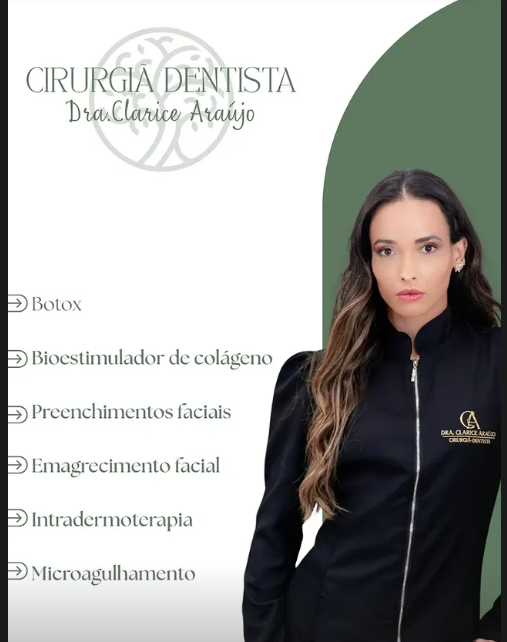 CIRURGIÃ DENTISTA
Dra.Clarice Araújo
Botox
Bioestimulador de colágeno
Preenchimentos faciais
Emagrecimento facial
Intradermoterapia
Microagulhamento
CA
DRA. CLARICE ARAÚJO
CIRURGIÃ-DENTISTA